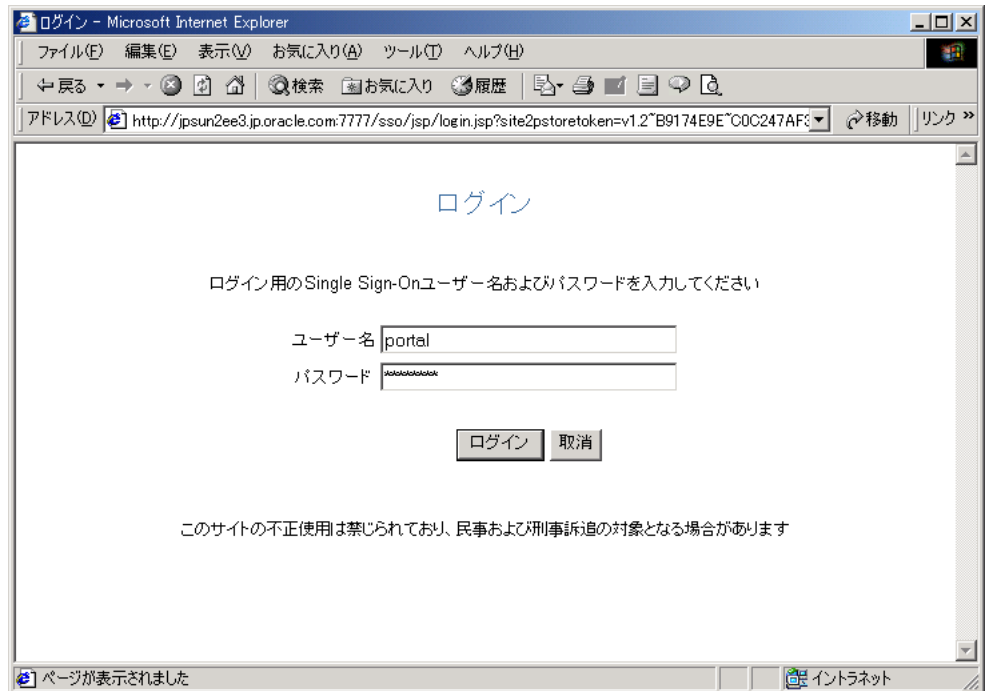 ログイン - Microsoft Internet Explorer
ファイル(F) 編集(E) 表示(V) お気に入り(A) ツール(T) ヘルプ(H)
戻る 検索 お気に入り 履歴
アドレス(D) http://jpsun2ee3.jp.oracle.com:7777/sso/jsp/login.jsp?site2pstoretoken=v1.2~B9174E9E~C0C247AF3 移動 リンク »
ログイン
ログイン用のSingle Sign-Onユーザー名およびパスワードを入力してください
ユーザー名 portal
パスワード *********
ログイン 取消
このサイトの不正使用は禁じられており、民事および刑事訴追の対象となる場合があります
ページが表示されました イントラネット